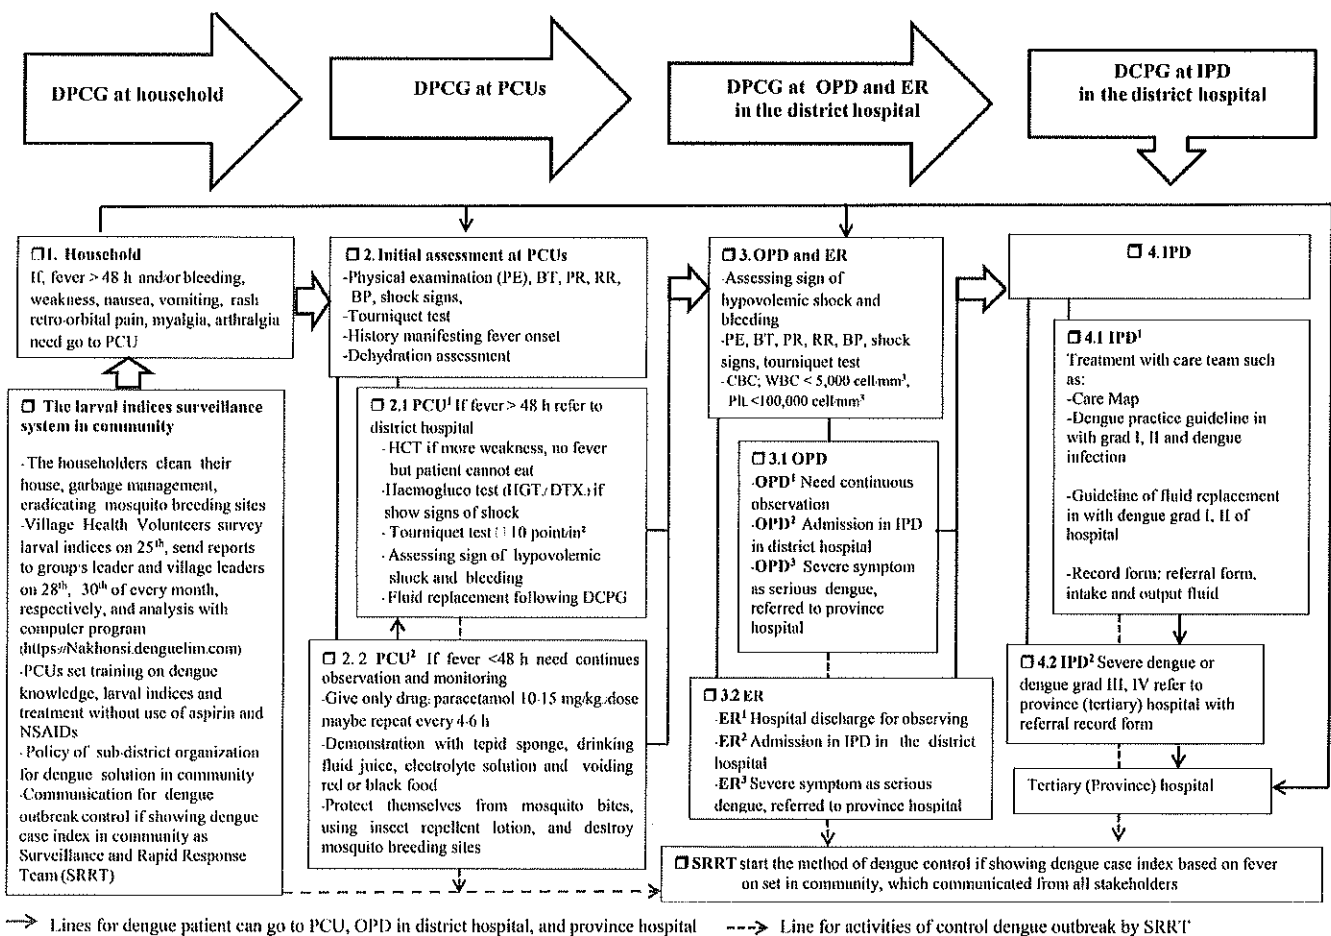 DPCG at household
DPCG at PCUs
DPCG at OPD and ER
in the district hospital
DCPG at IPD
in the district hospital
❒1. Household
If, fever > 48 h and/or bleeding,
weakness, nausea, vomiting, rash
retro-orbital pain, myalgia, arthralgia
need go to PCU
❒ The larval indices surveillance
system in community
- The householders clean their
house, garbage management,
eradicating mosquito breeding sites
-Village Health Volunteers survey
larval indices on 25th, send reports
to group's leader and village leaders
on 28th, 30th of every month,
respectively, and analysis with
computer program
(https://Nakhonsi.denguelim.com)
-PCUs set training on dengue
knowledge, larval indices and
treatment without use of aspirin and
NSAIDs
- Policy of sub-district organization
for dengue solution in community
-Communication for dengue
outbreak control if showing dengue
case index in community as
Surveillance and Rapid Response
Team (SRRT)
❒ 2. Initial assessment at PCUs
-Physical examination (PE), BT, PR, RR,
BP, shock signs,
-Tourniquet test
-History manifesting fever onset
-Dehydration assessment
❒ 2.1 PCU¹ If fever > 48 h refer to
district hospital
- HCT if more weakness, no fever
but patient cannot eat
-Haemogluco test (HGT/ DTX) if
show signs of shock
- Tourniquet test 10 point/in²
- Assessing sign of hypovolemic
shock and bleeding
- Fluid replacement following DCPG
❒ 2. 2 PCU² If fever <48 h need continues
observation and monitoring
-Give only drug: paracetamol 10-15 mg/kg/dose
maybe repeat every 4-6 h
-Demonstration with tepid sponge, drinking
fluid juice, electrolyte solution and voiding
red or black food
-Protect themselves from mosquito bites,
using insect repellent lotion, and destroy
mosquito breeding sites
❒ 3. OPD and ER
-Assessing sign of
hypovolemic shock and
bleeding
-PE, BT, PR, RR, BP, shock
signs, tourniquet test
-CBC; WBC < 5,000 cell-mm³,
PlL <100,000 cell-mm³
❒ 3.1 OPD
-OPD¹ Need continuous
observation
-OPD² Admission in IPD
in district hospital
-OPD³ Severe symptom
as serious dengue,
referred to province
hospital
❒ 3.2 ER
-ER¹ Hospital discharge for observing
-ER² Admission in IPD in the district
hospital
-ER³ Severe symptom as serious
dengue, referred to province hospital
❒ 4. IPD
❒ 4.1 IPD¹
Treatment with care team such
as:
-Care Map
-Dengue practice guideline in
with grad I, II and dengue
infection
-Guideline of fluid replacement
in with dengue grad I, II of
hospital
-Record form: referral form,
intake and output fluid
❒ 4.2 IPD² Severe dengue or
dengue grad III, IV refer to
province (tertiary) hospital with
referral record form
Tertiary (Province) hospital
❒ SRRT start the method of dengue control if showing dengue case index based on fever
on set in community, which communicated from all stakeholders
Lines for dengue patient can go to PCU, OPD in district hospital, and province hospital
Line for activities of control dengue outbreak by SRRT